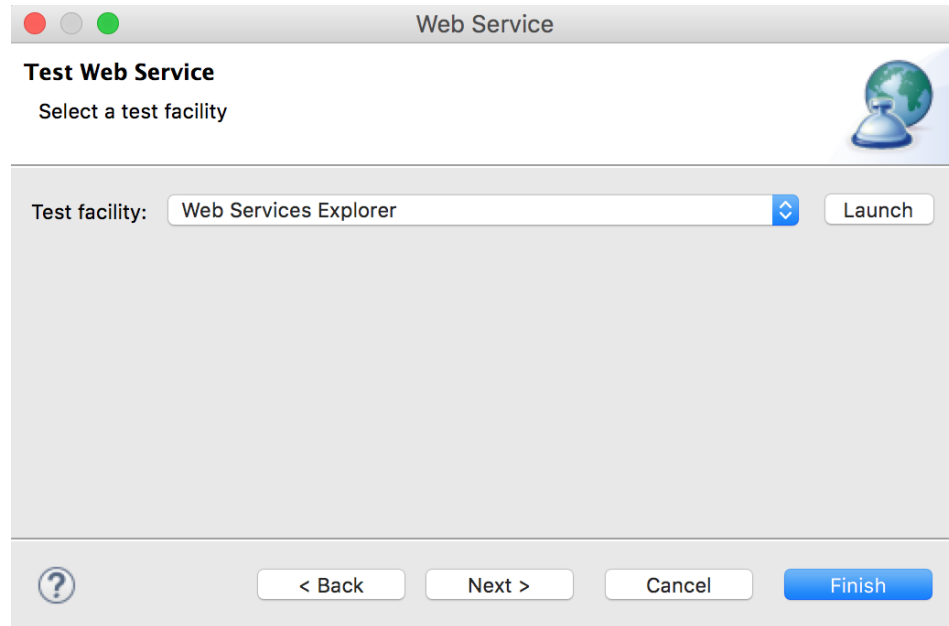 Web Service
Test Web Service
Select a test facility
Test facility: Web Services Explorer Launch
? < Back Next > Cancel Finish